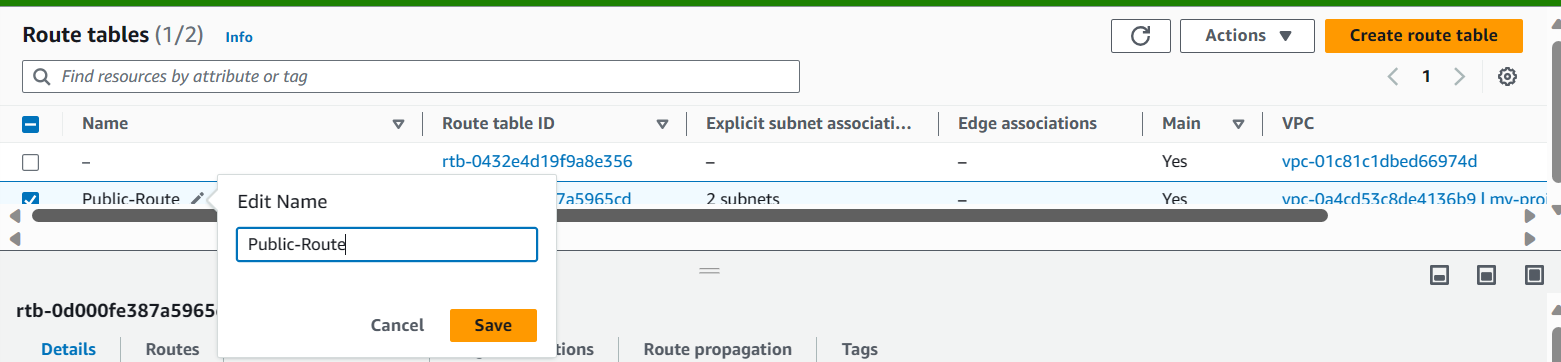 Route tables (1/2) Info
Actions
Create route table
Find resources by attribute or tag
1
Name Route table ID Explicit subnet associati... Edge associations Main VPC
– rtb-0432e4d19f9a8e356 – – Yes vpc-01c81c1dbed66974d
Public-Route 7a5965cd 2 subnets – Yes vpc-0a4cd53c8de4136b9 | my-proj
Edit Name
Public-Route
Cancel Save
rtb-0d000fe387a5965
Details Routes tions Route propagation Tags